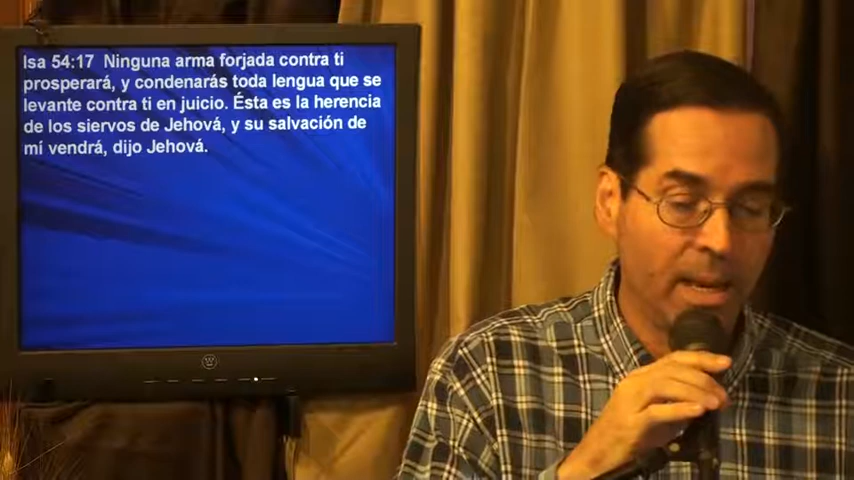 Isa 54:17 Ninguna arma forjada contra ti
prosperará, y condenarás toda lengua que se
levante contra ti en juicio. Ésta es la herencia
de los siervos de Jehová, y su salvación de
mí vendrá, dijo Jehová.